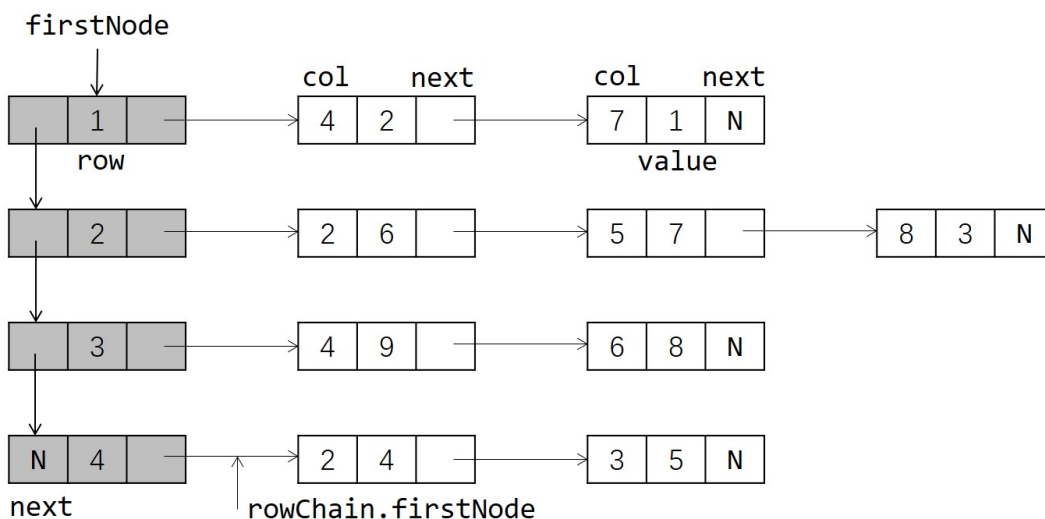 firstNode
col next col next
1 4 2 7 1 N
row value
2 2 6 5 7 8 3 N
3 4 9 6 8 N
N 4 2 4 3 5 N
next rowChain.firstNode